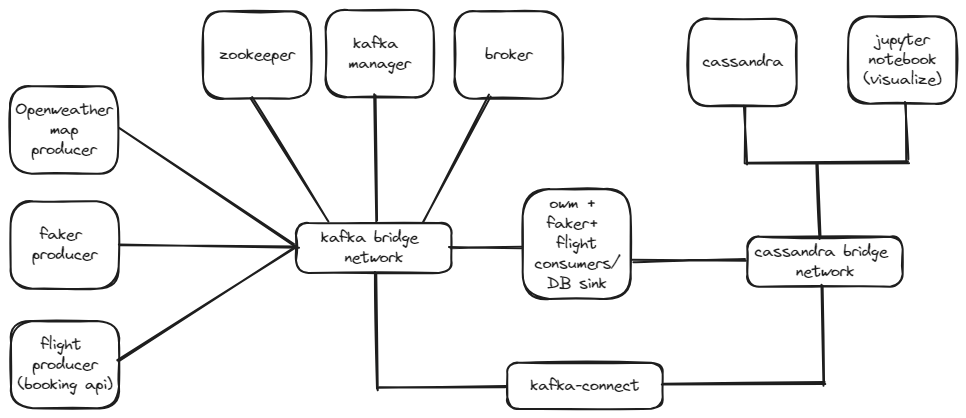 zookeeper
kafka
manager
broker
cassandra
jupyter
notebook
(visualize)
Openweather
map
producer
faker
producer
flight
producer
(booking api)
kafka bridge
network
owm +
faker+
flight
consumers/
DB sink
cassandra bridge
network
kafka-connect